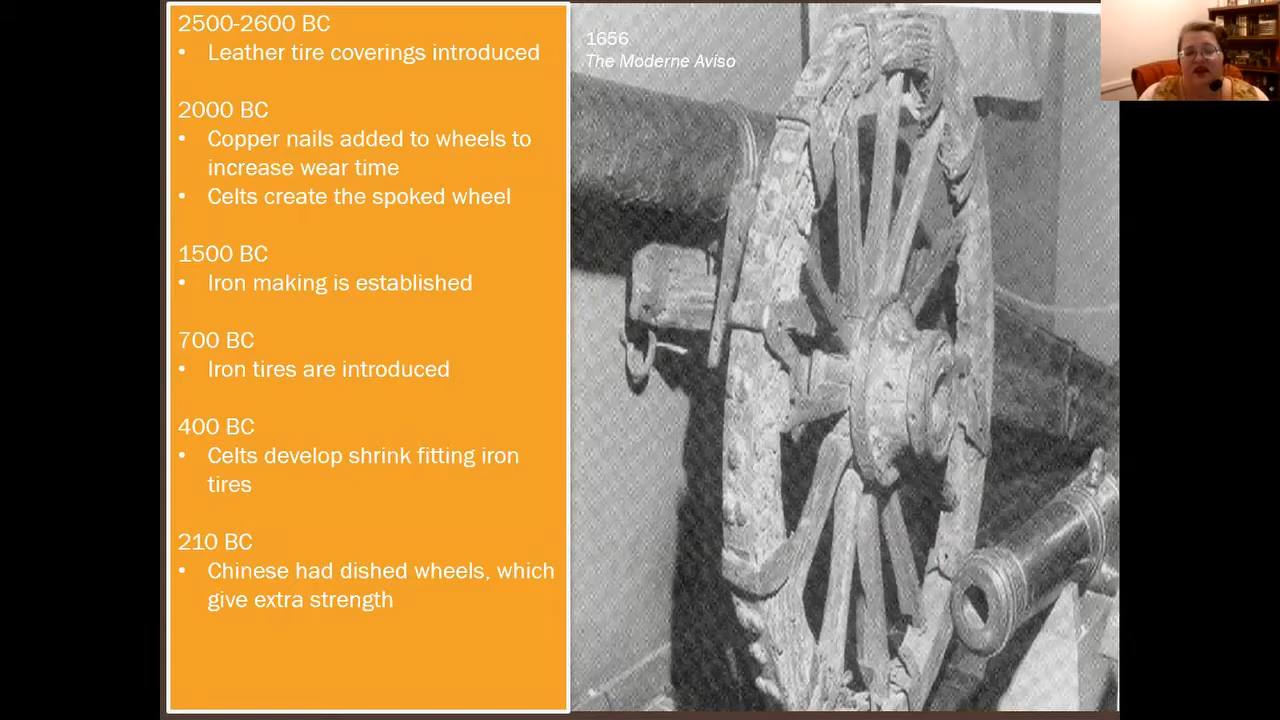 2500-2600 BC
• Leather tire coverings introduced
2000 BC
• Copper nails added to wheels to
increase wear time
• Celts create the spoked wheel
1500 BC
• Iron making is established
700 BC
• Iron tires are introduced
400 BC
• Celts develop shrink fitting iron
tires
210 BC
• Chinese had dished wheels, which
give extra strength
1656
The Moderne Aviso